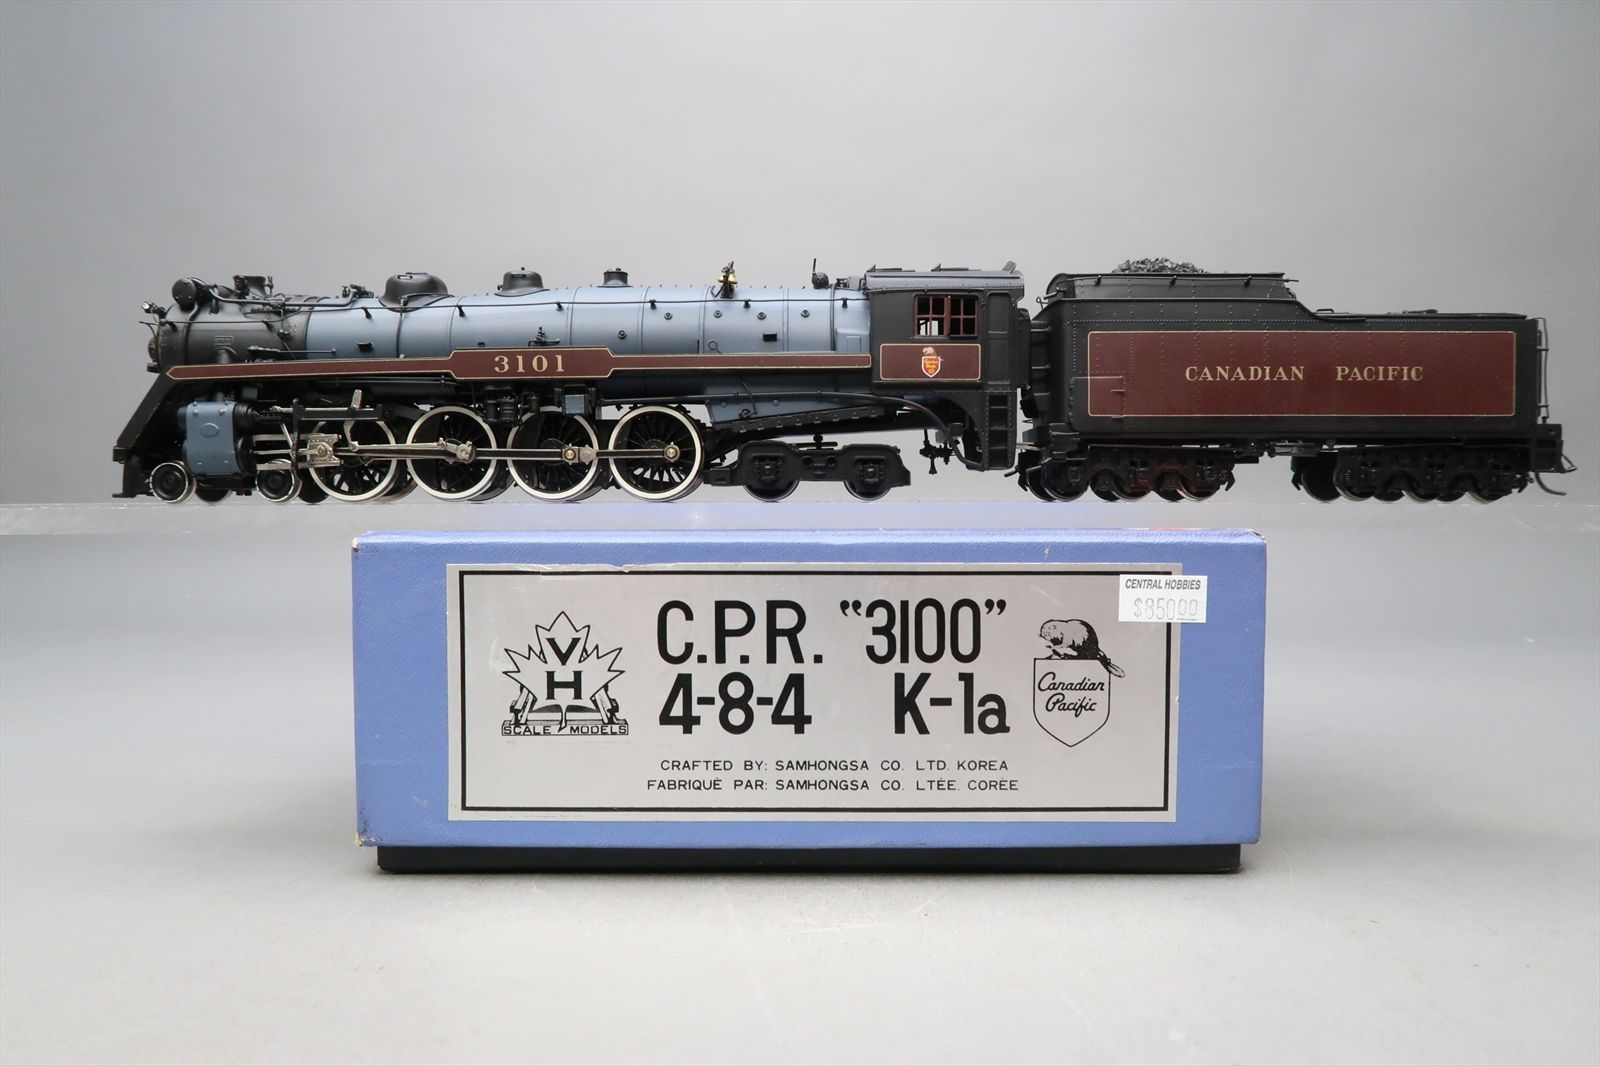 3101
CANADIAN PACIFIC
CENTRAL HOBBIES
$850.00
V
H
SCALE MODELS
C.P.R. "3100"
4-8-4 K-1a
Canadian
Pacific
CRAFTED BY: SAMHONGSA CO. LTD. KOREA
FABRIQUÉ PAR: SAMHONGSA CO. LTÉE. CORÉE